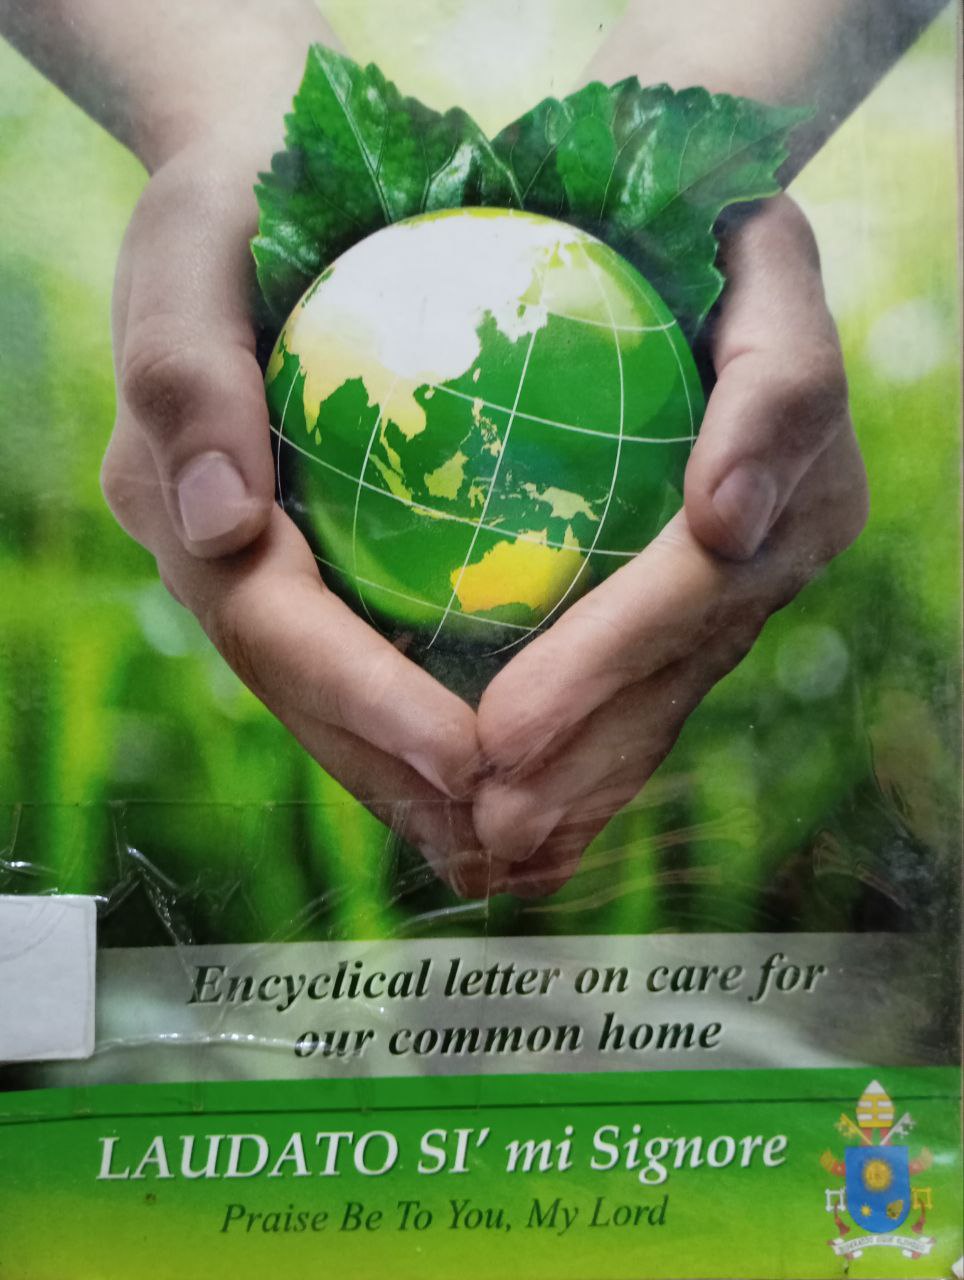 Encyclical letter on care for
our common home
LAUDATO SI' mi Signore
Praise Be To You, My Lord